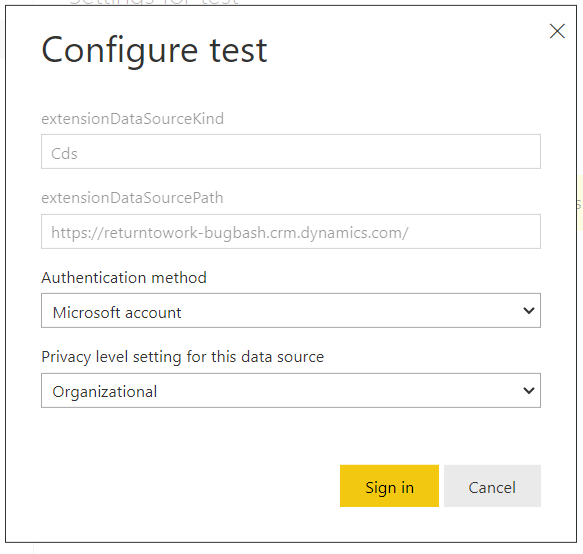 Settings for test
Configure test
extensionDataSourceKind
Cds
extensionDataSourcePath
https://returntowork-bugbash.crm.dynamics.com/
s
Authentication method
Microsoft account
Privacy level setting for this data source
Organizational
Sign in
Cancel